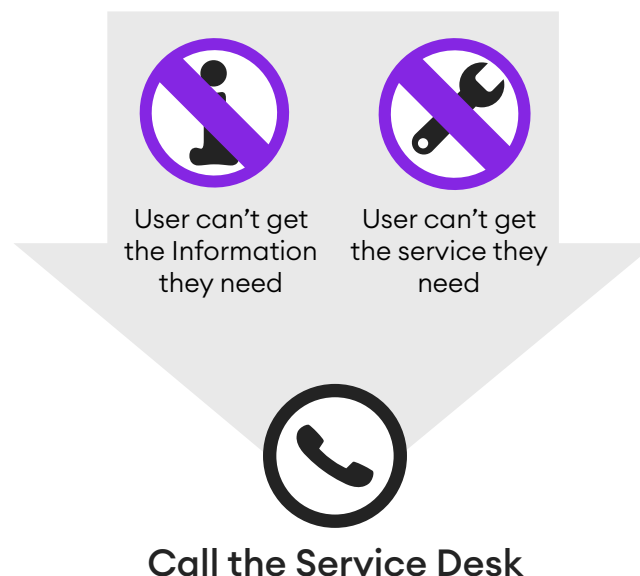 User can't get
the Information
they need
User can't get
the service they
need
Call the Service Desk